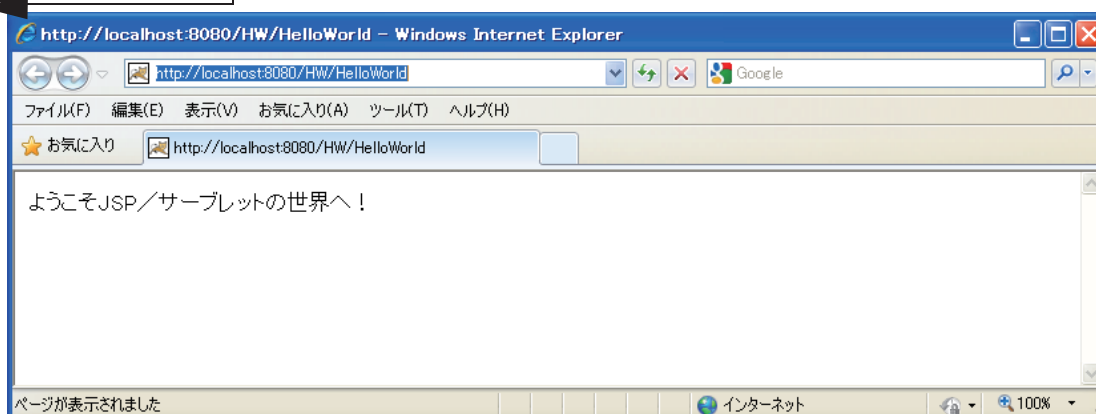 http://localhost:8080/HW/HelloWorld – Windows Internet Explorer
http://localhost:8080/HW/HelloWorld Google
ファイル(F) 編集(E) 表示(V) お気に入り(A) ツール(T) ヘルプ(H)
お気に入り http://localhost:8080/HW/HelloWorld
ようこそJSP/サーブレットの世界へ!
ページが表示されました インターネット 100%